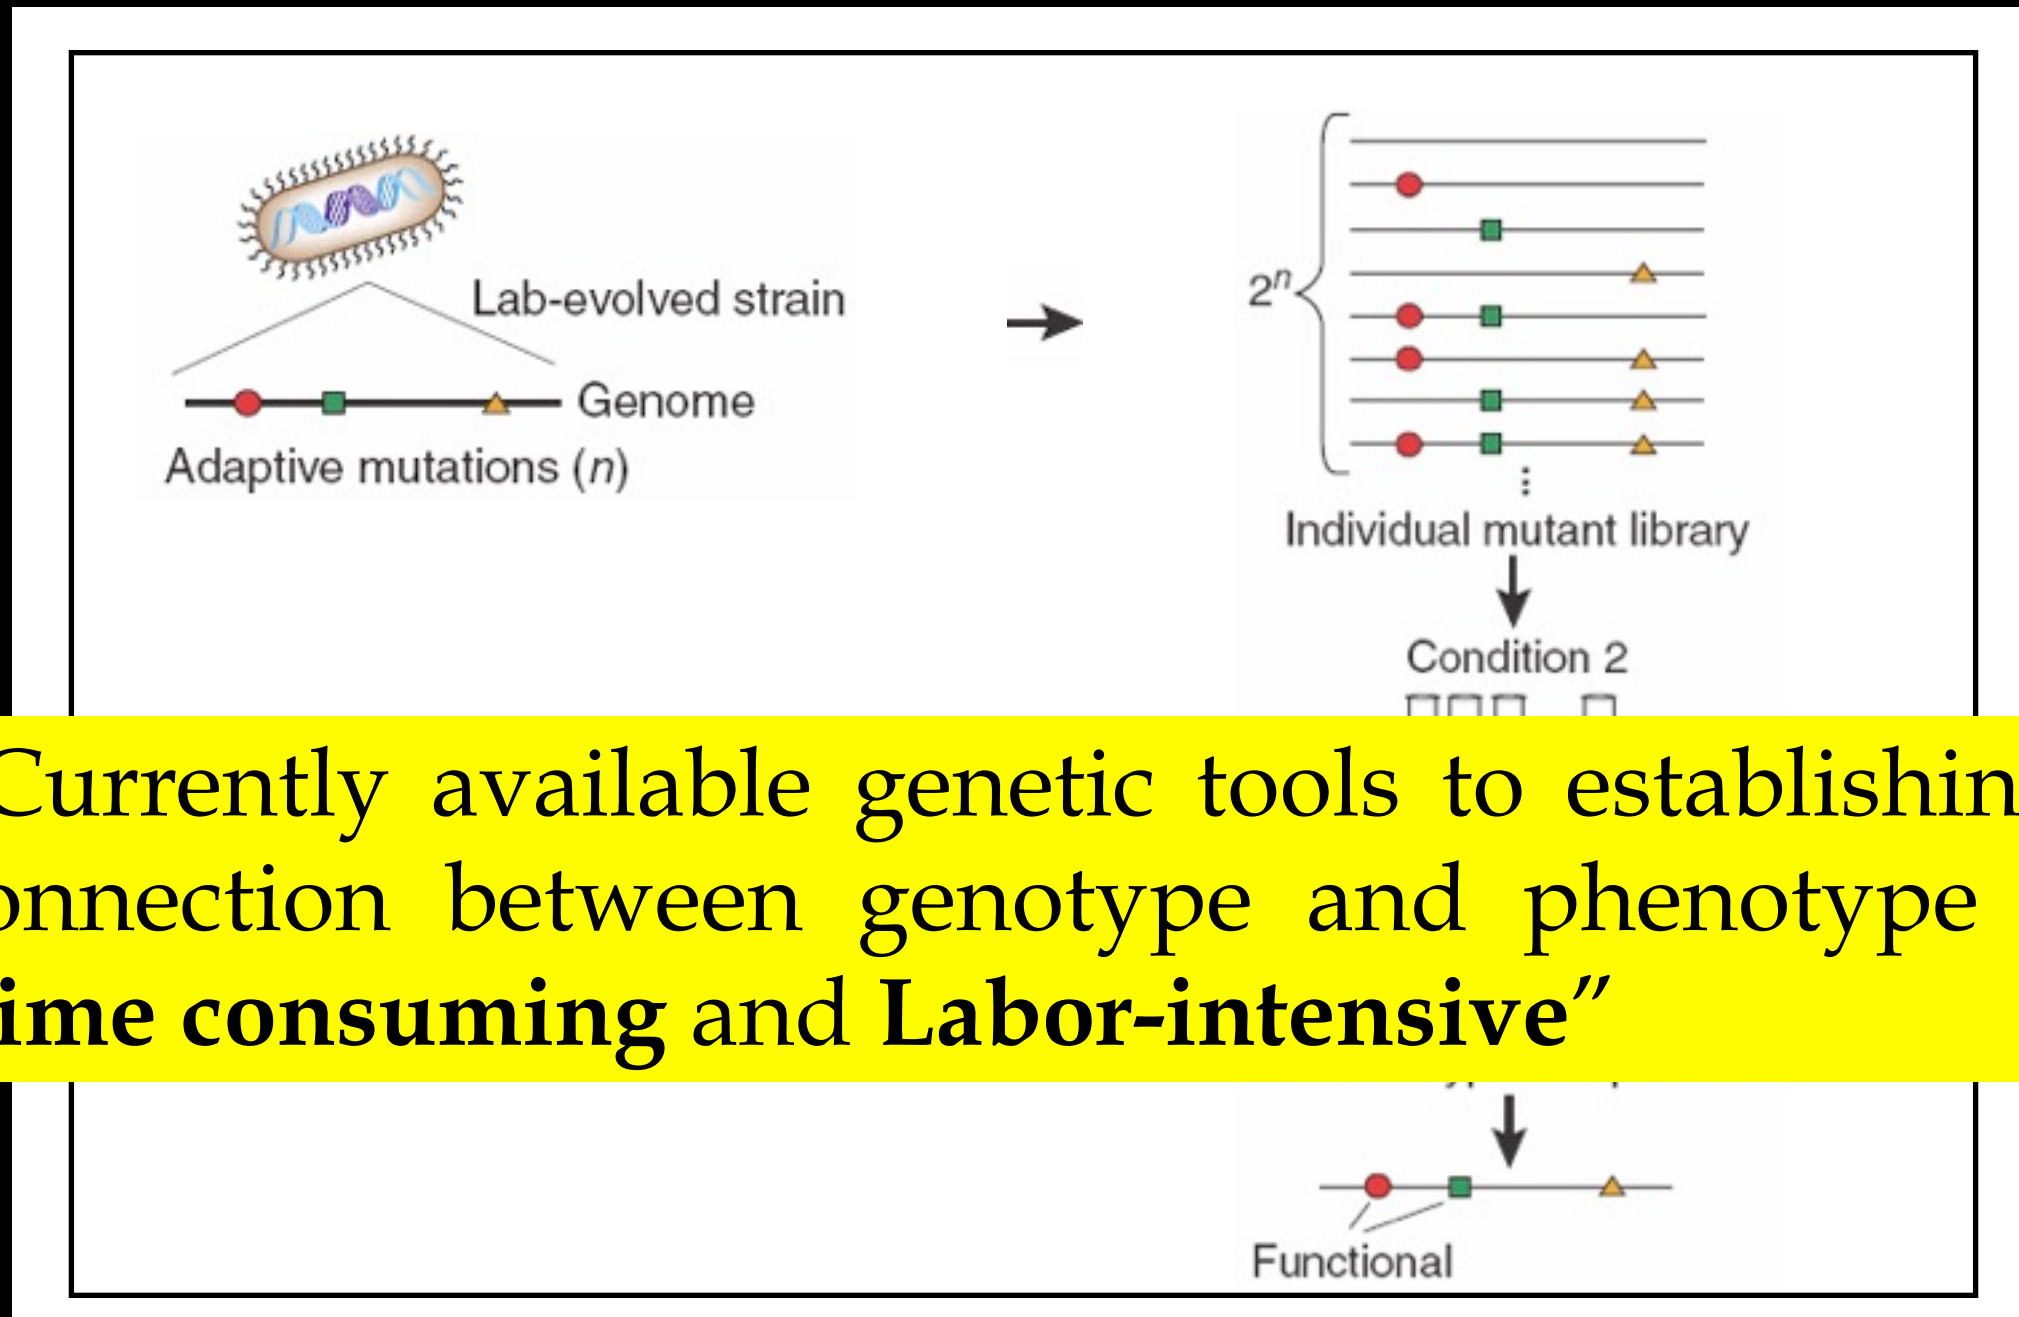 Lab-evolved strain
Genome
Adaptive mutations (n)
2ⁿ
Individual mutant library
Condition 2
Currently available genetic tools to establishin
onnection between genotype and phenotype
ime consuming and Labor-intensive”
Functional